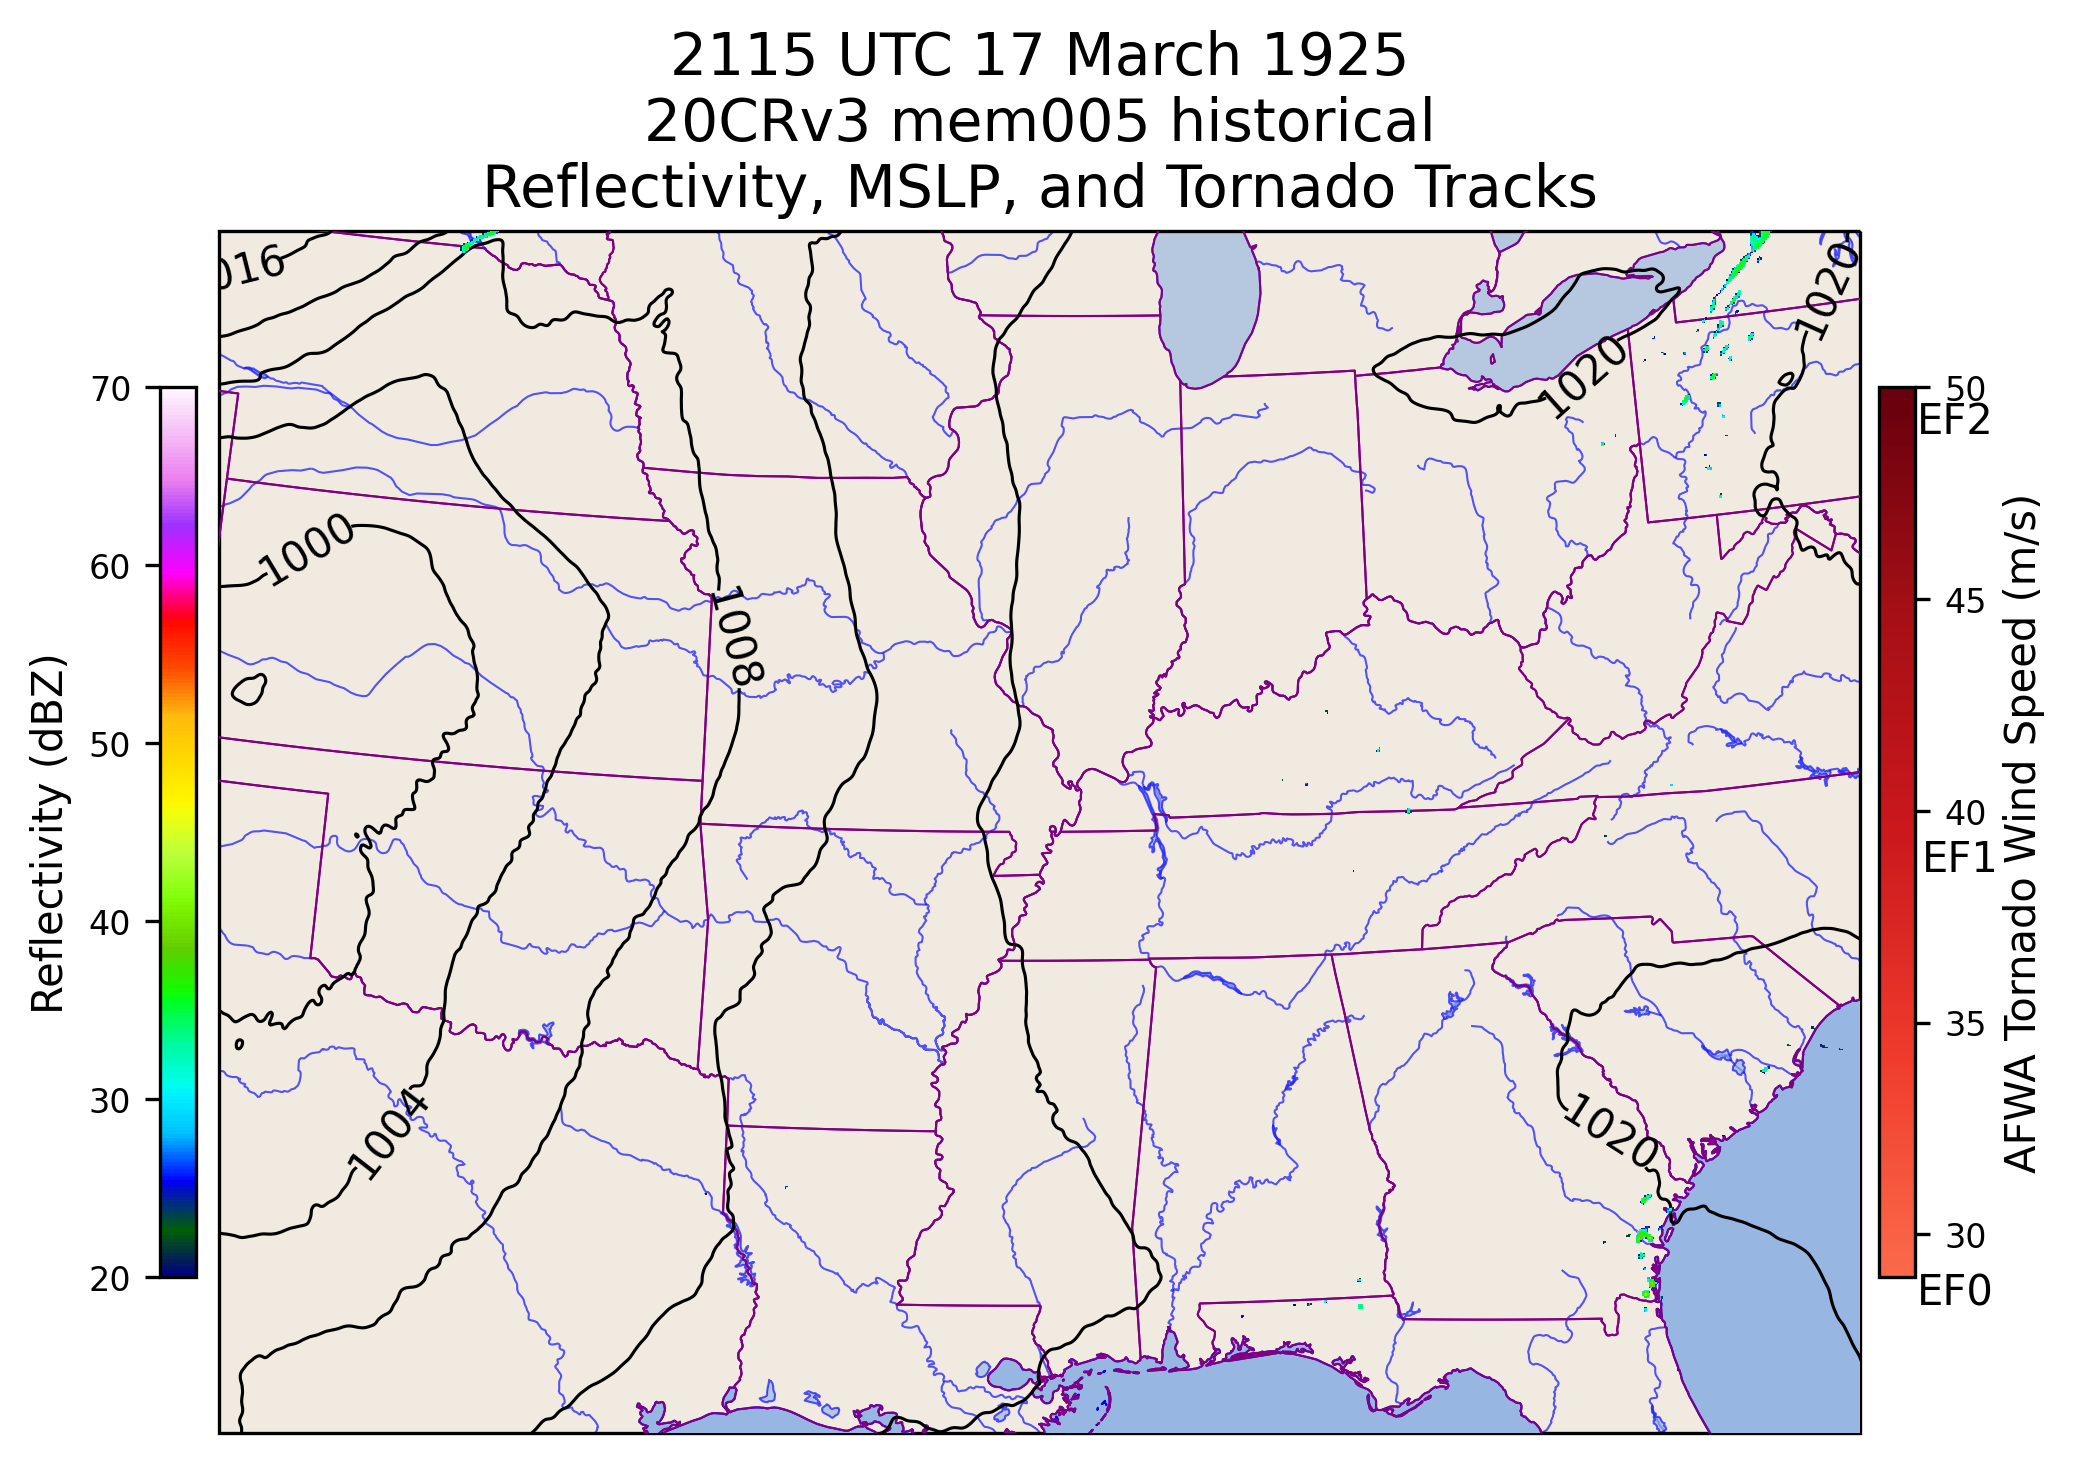 2115 UTC 17 March 1925
20CRv3 mem005 historical
Reflectivity, MSLP, and Tornado Tracks
016
1020
1020
1000
1008
1004
1020
70
60
50
40
30
20
Reflectivity (dBZ)
50
EF2
45
40
EF1
35
30
EF0
AFWA Tornado Wind Speed (m/s)